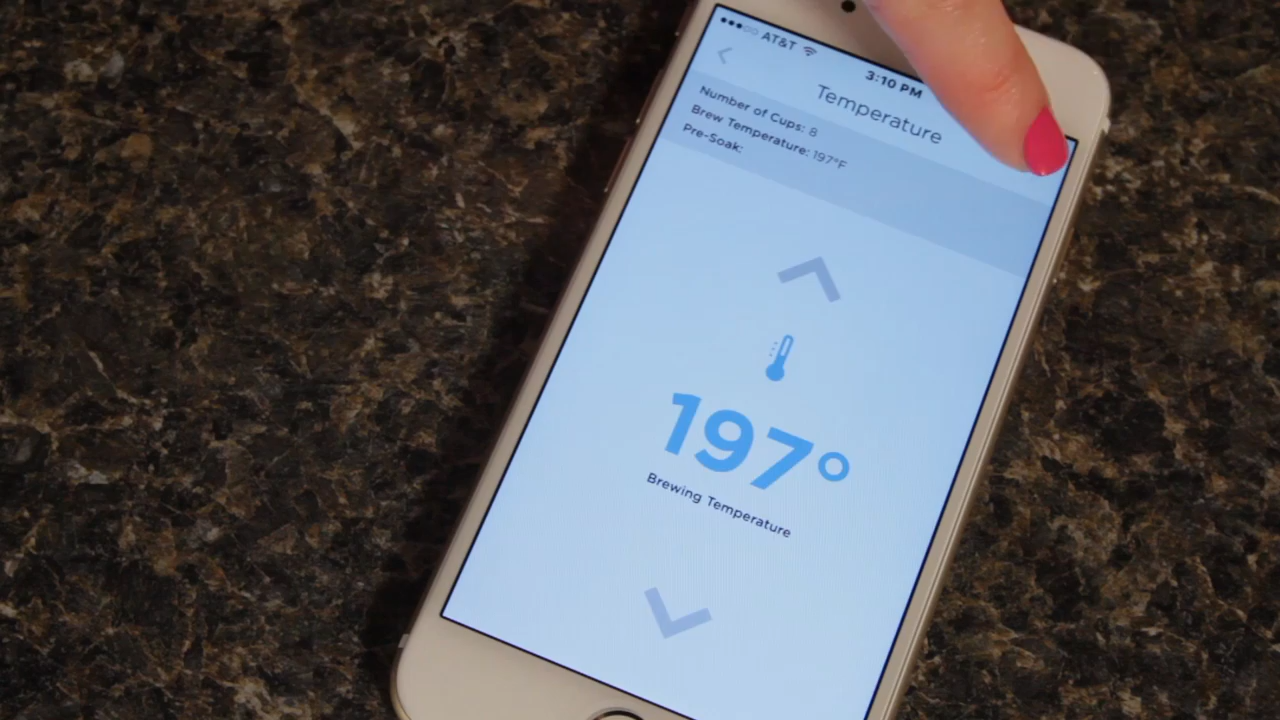 AT&T
3:10 PM
Temperature
Number of Cups: 8
Brew Temperature: 197°F
Pre-Soak:
197°
Brewing Temperature